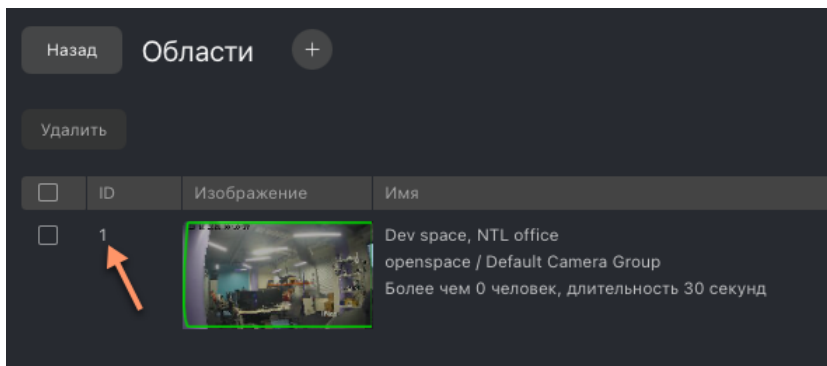 Назад
Области
+
Удалить
ID
Изображение
Имя
1
Dev space, NTL office
openspace / Default Camera Group
Более чем 0 человек, длительность 30 секунд